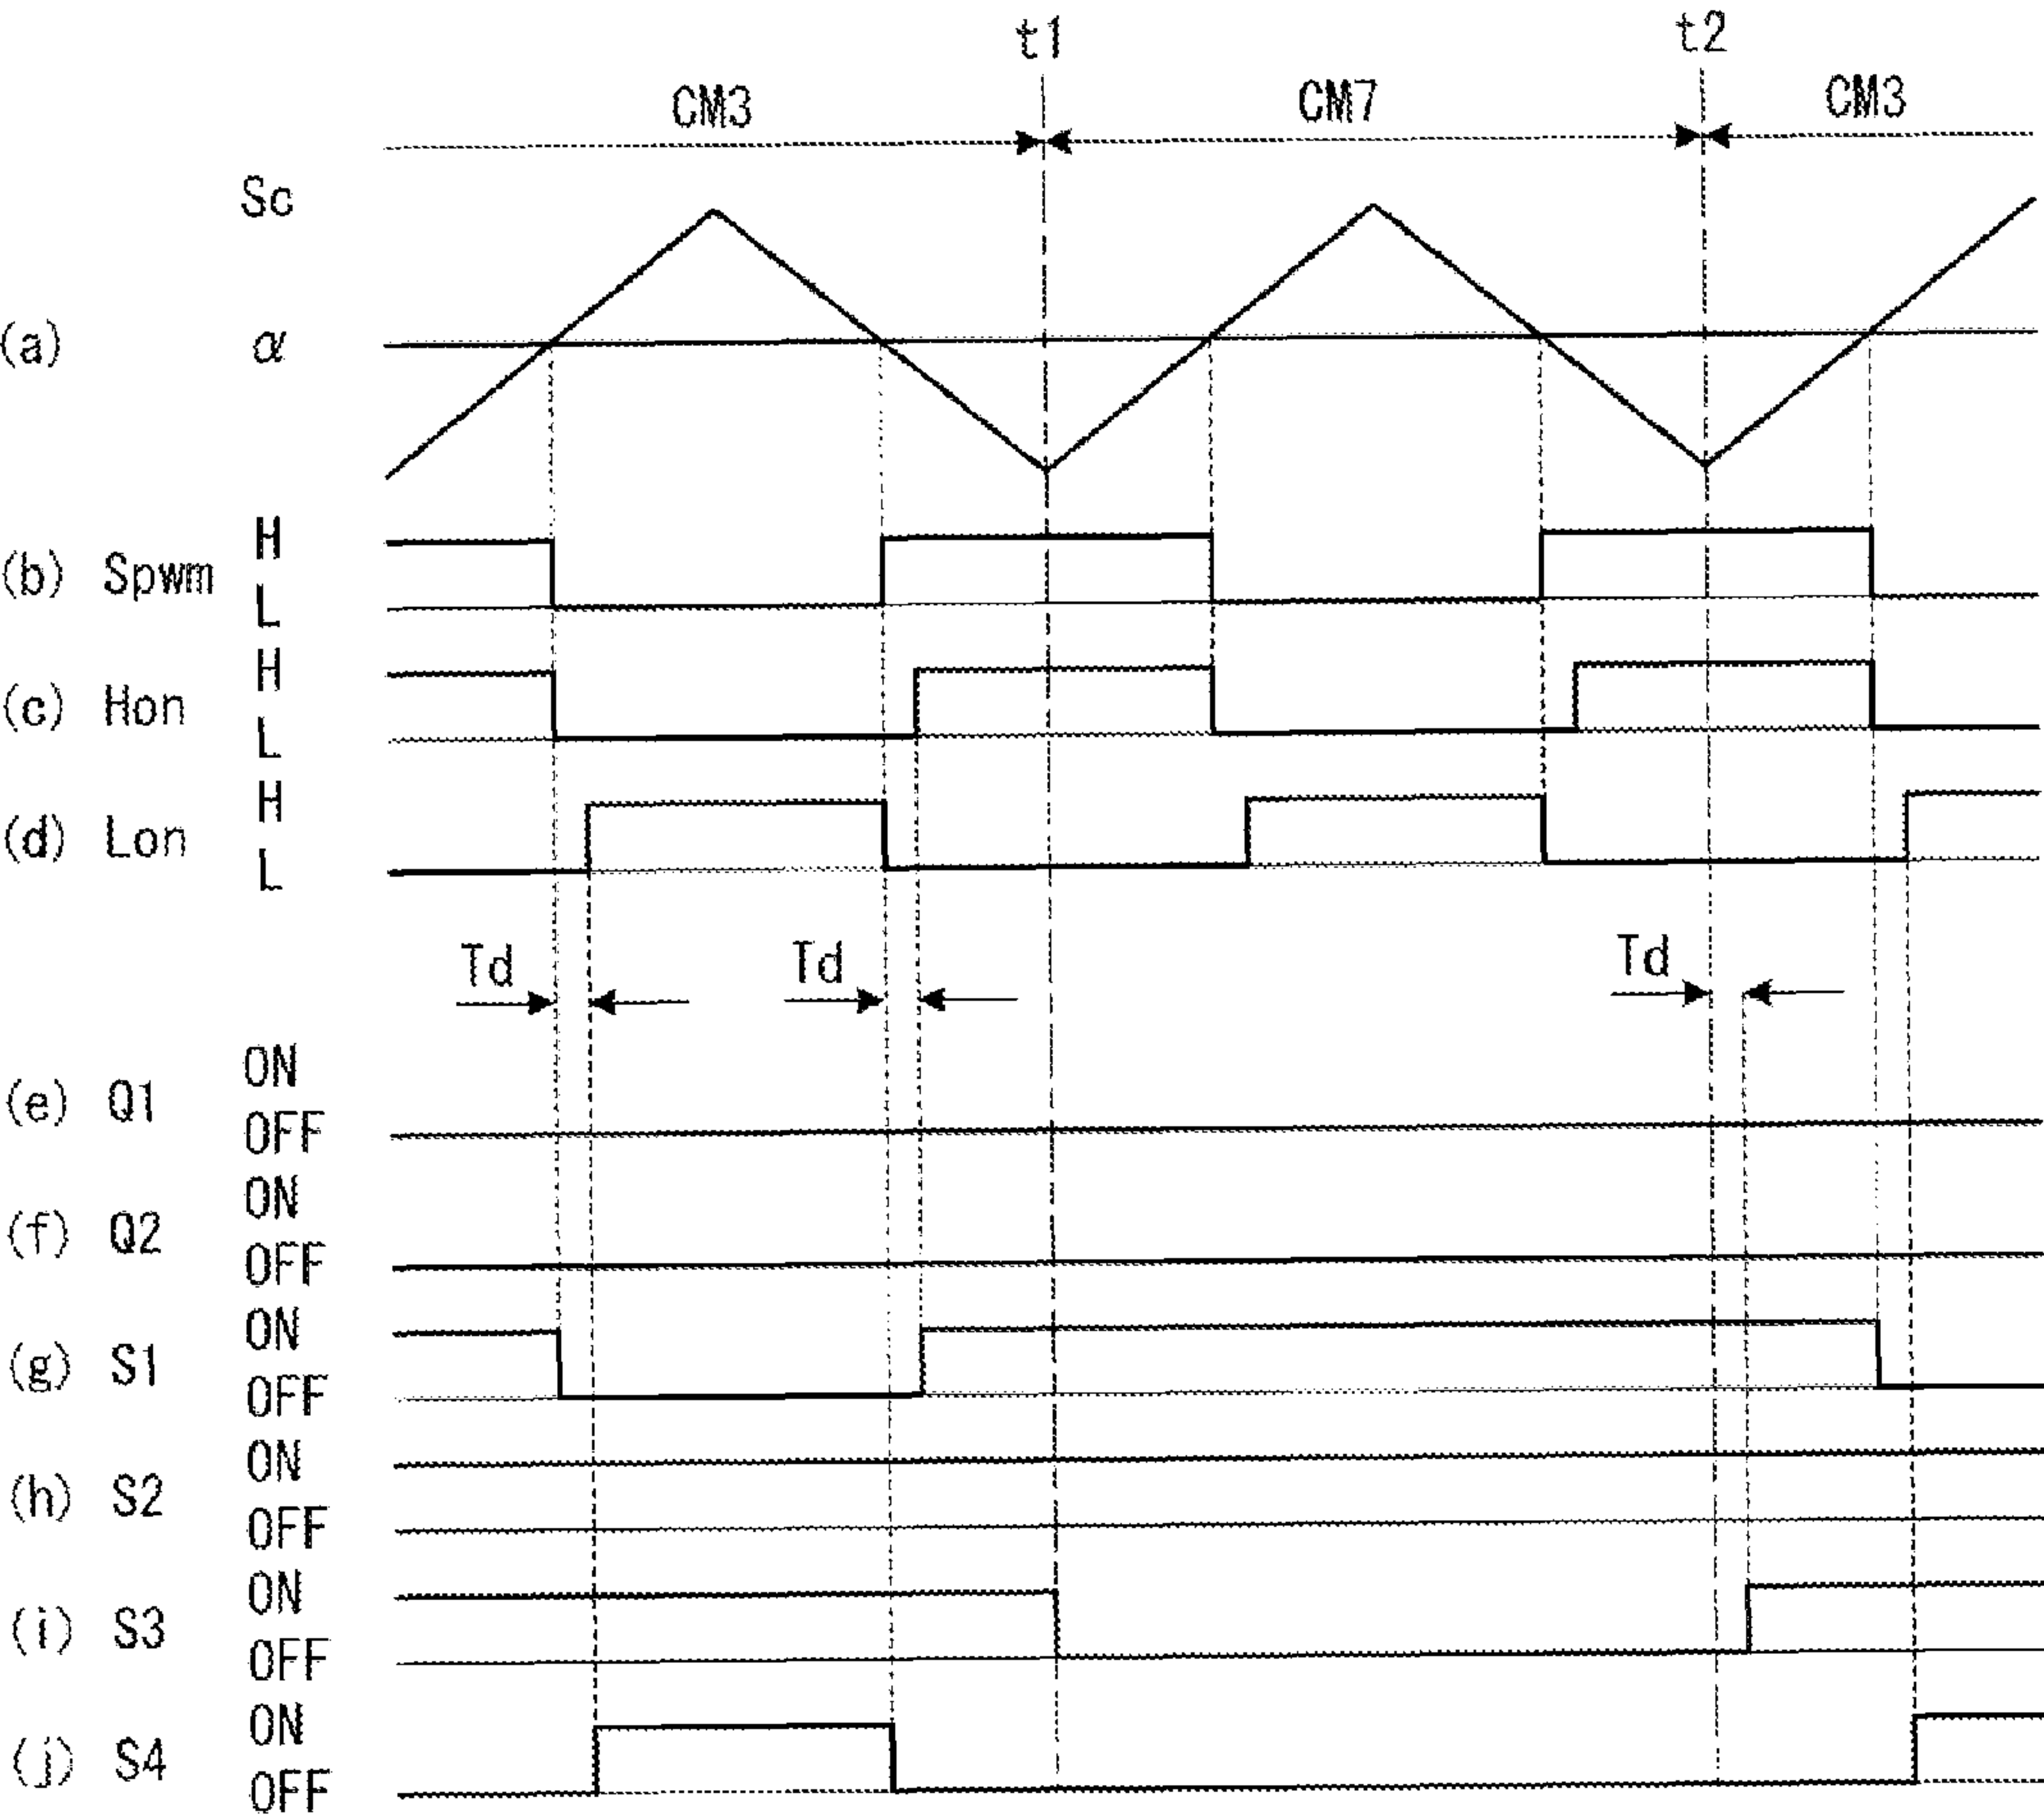 t1 t2
CM3 CM7 CM3
Sc
(a) α
(b) Spwm H
L
(c) Hon H
L
(d) Lon H
L
Td Td Td
(e) Q1 ON
OFF
(f) Q2 ON
OFF
(g) S1 ON
OFF
(h) S2 ON
OFF
(i) S3 ON
OFF
(j) S4 ON
OFF